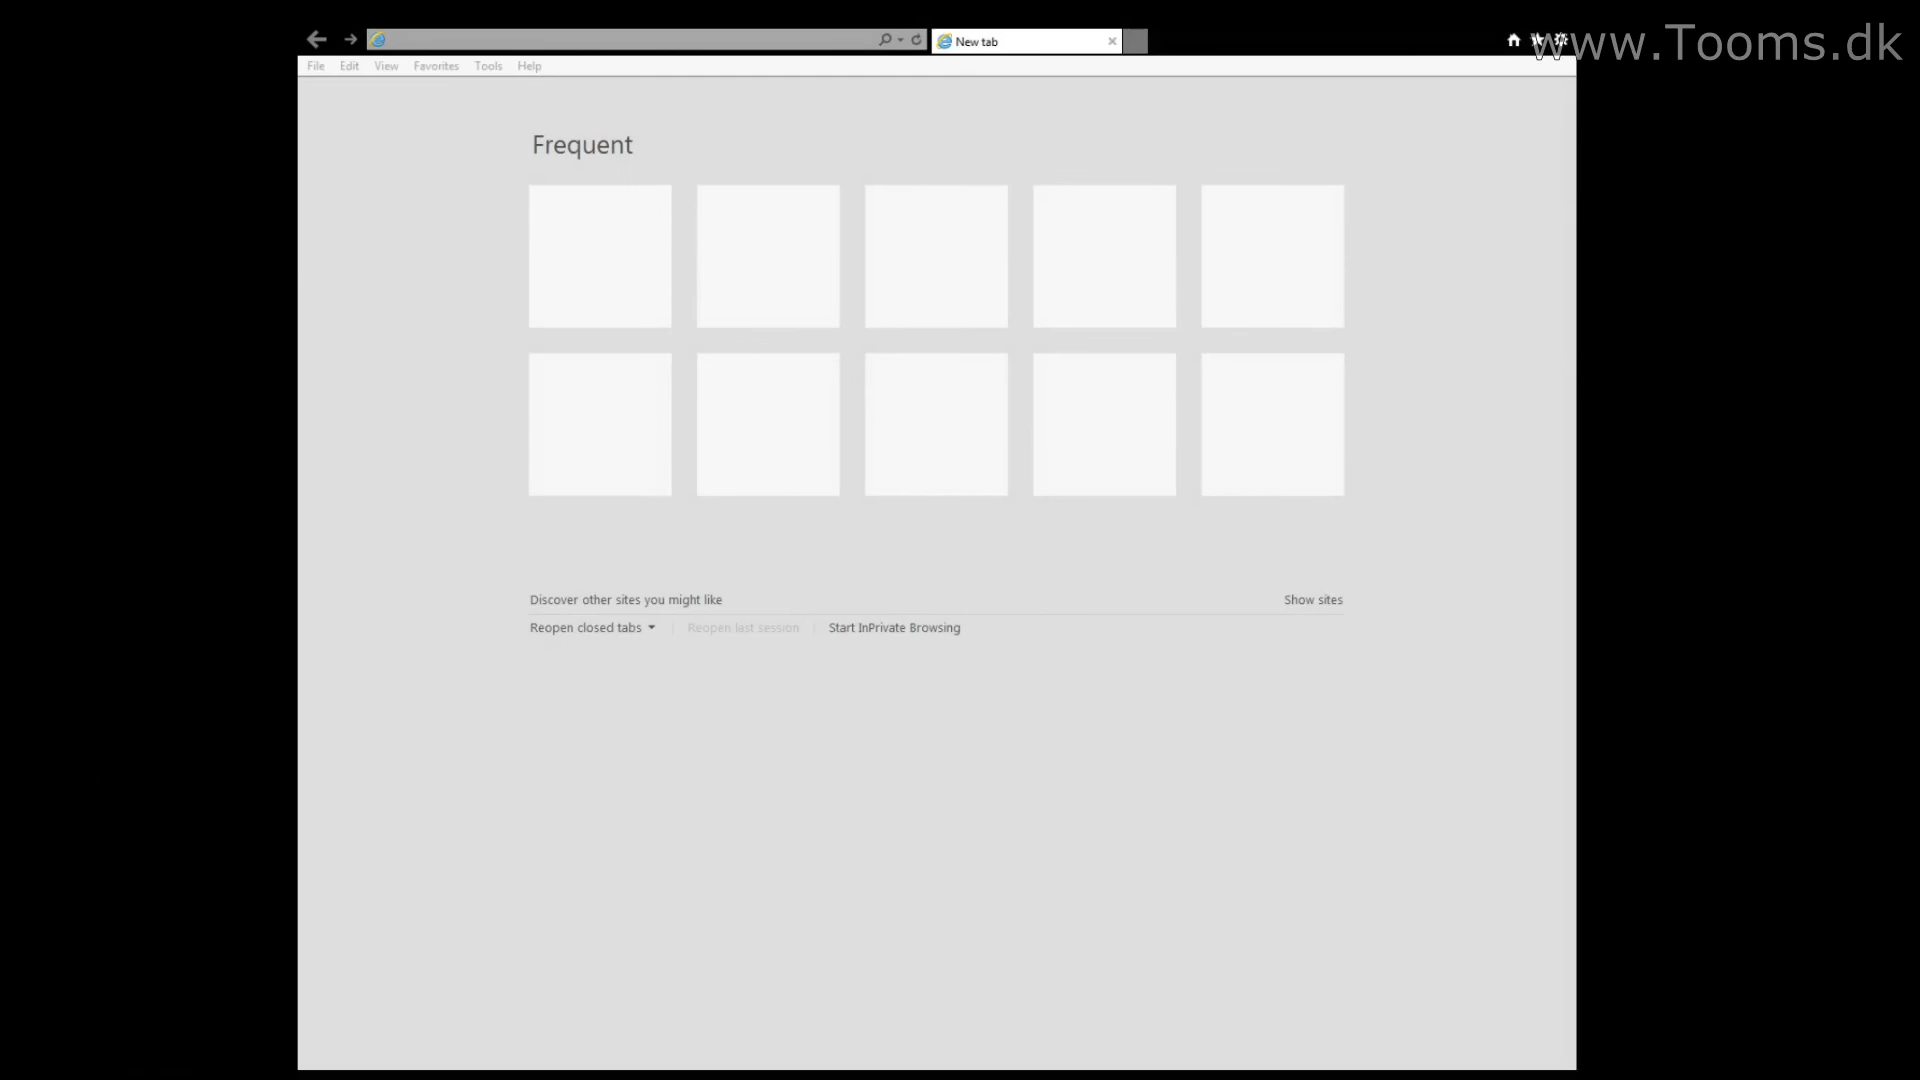 New tab
www.Tooms.dk
File Edit View Favorites Tools Help
Frequent
Discover other sites you might like Show sites
Reopen closed tabs Reopen last session Start InPrivate Browsing